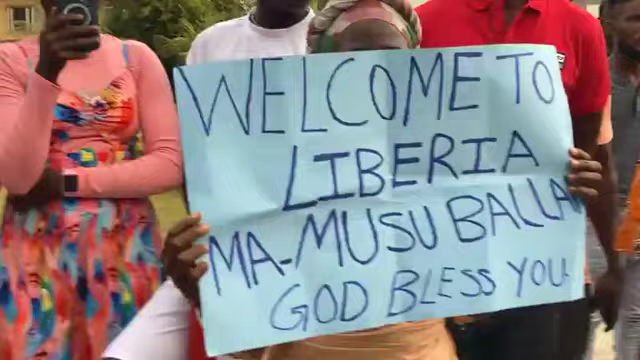 WELCOME TO
LIBERIA
MA-MUSU BALLA
GOD BLESS YOU.